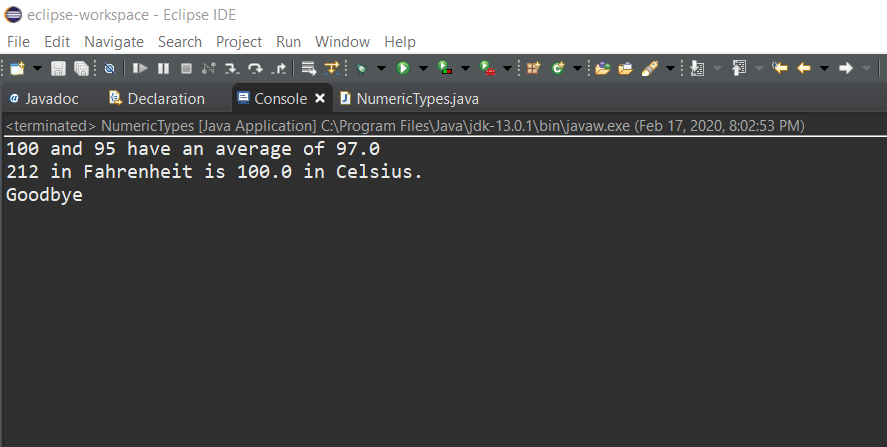 eclipse-workspace - Eclipse IDE
File Edit Navigate Search Project Run Window Help
Javadoc Declaration Console NumericTypes.java
<terminated> NumericTypes [Java Application] C:\Program Files\Java\jdk-13.0.1\bin\javaw.exe (Feb 17, 2020, 8:02:53 PM)
100 and 95 have an average of 97.0
212 in Fahrenheit is 100.0 in Celsius.
Goodbye